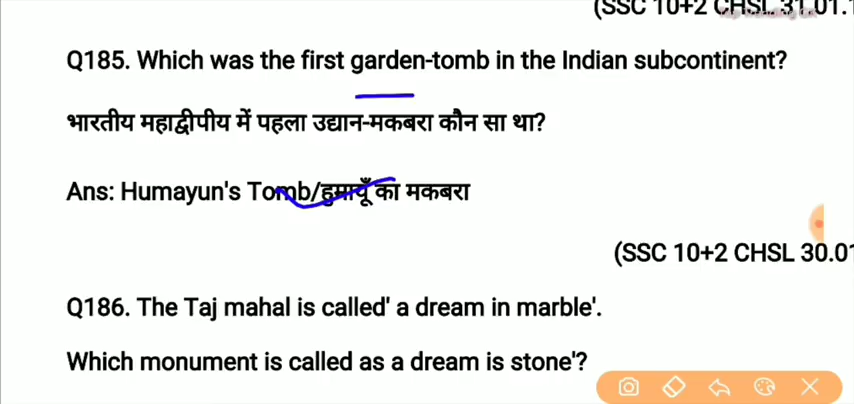 (SSC 10+2 CHSL 31.01.1
Q185. Which was the first garden-tomb in the Indian subcontinent?
भारतीय महाद्वीपीय में पहला उद्यान-मकबरा कौन सा था?
Ans: Humayun's Tomb/हुमायूँ का मकबरा
(SSC 10+2 CHSL 30.01
Q186. The Taj mahal is called' a dream in marble'.
Which monument is called as a dream is stone'?